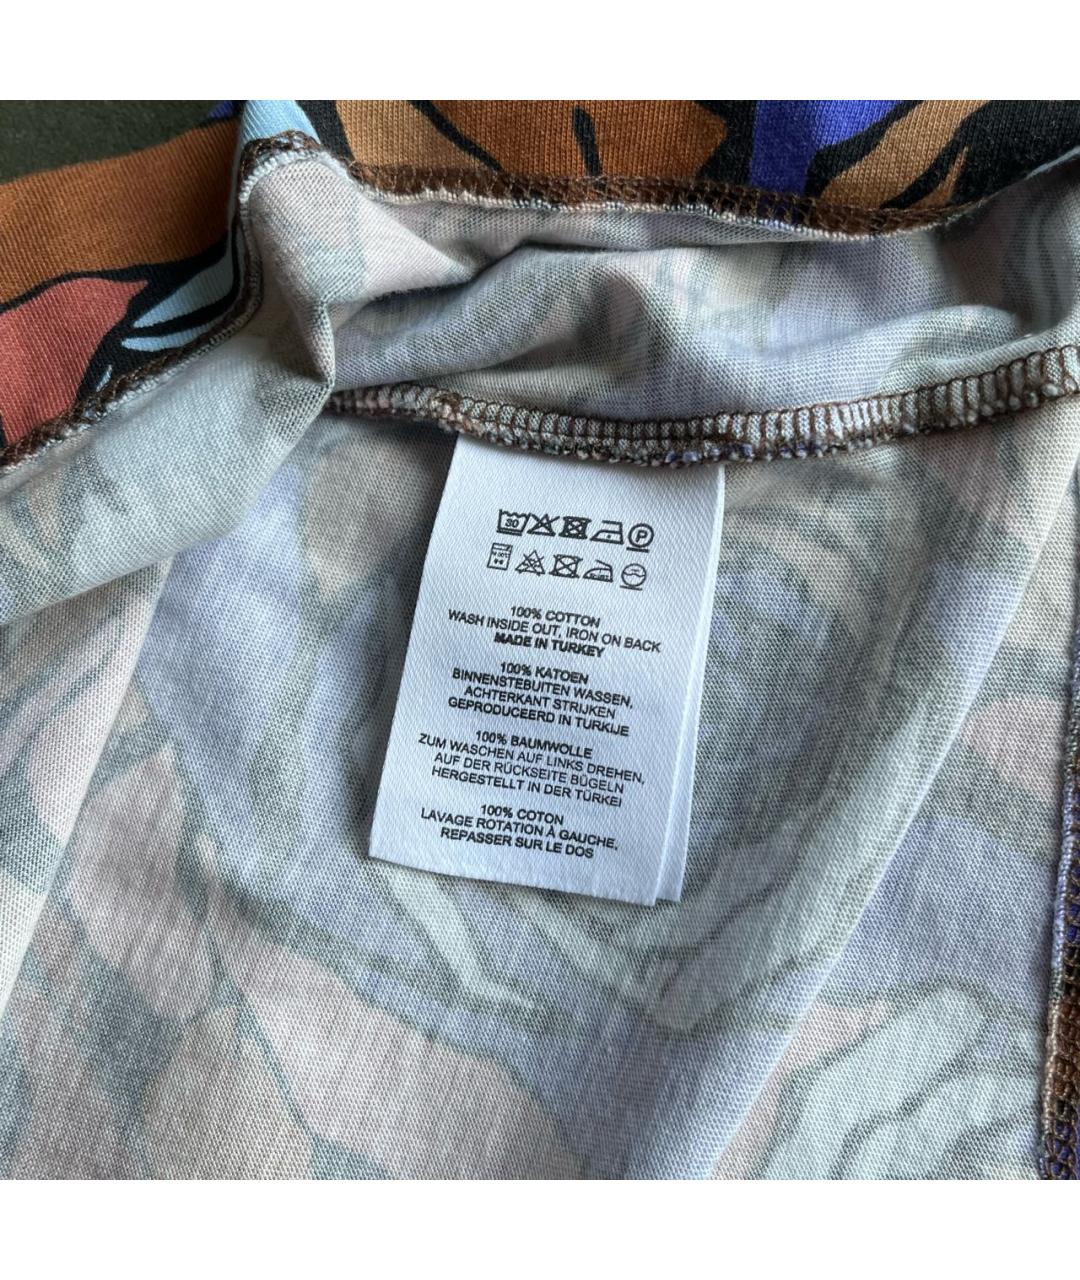 30 P
100% COTTON
WASH INSIDE OUT, IRON ON BACK
MADE IN TURKEY
100% KATOEN
BINNENSTEBUITEN WASSEN,
ACHTERKANT STRIJKEN
GEPRODUCEERD IN TURKIJE
100% BAUMWOLLE
ZUM WASCHEN AUF LINKS DREHEN,
AUF DER RÜCKSEITE BÜGELN
HERGESTELLT IN DER TÜRKEI
100% COTON
LAVAGE ROTATION À GAUCHE,
REPASSER SUR LE DOS